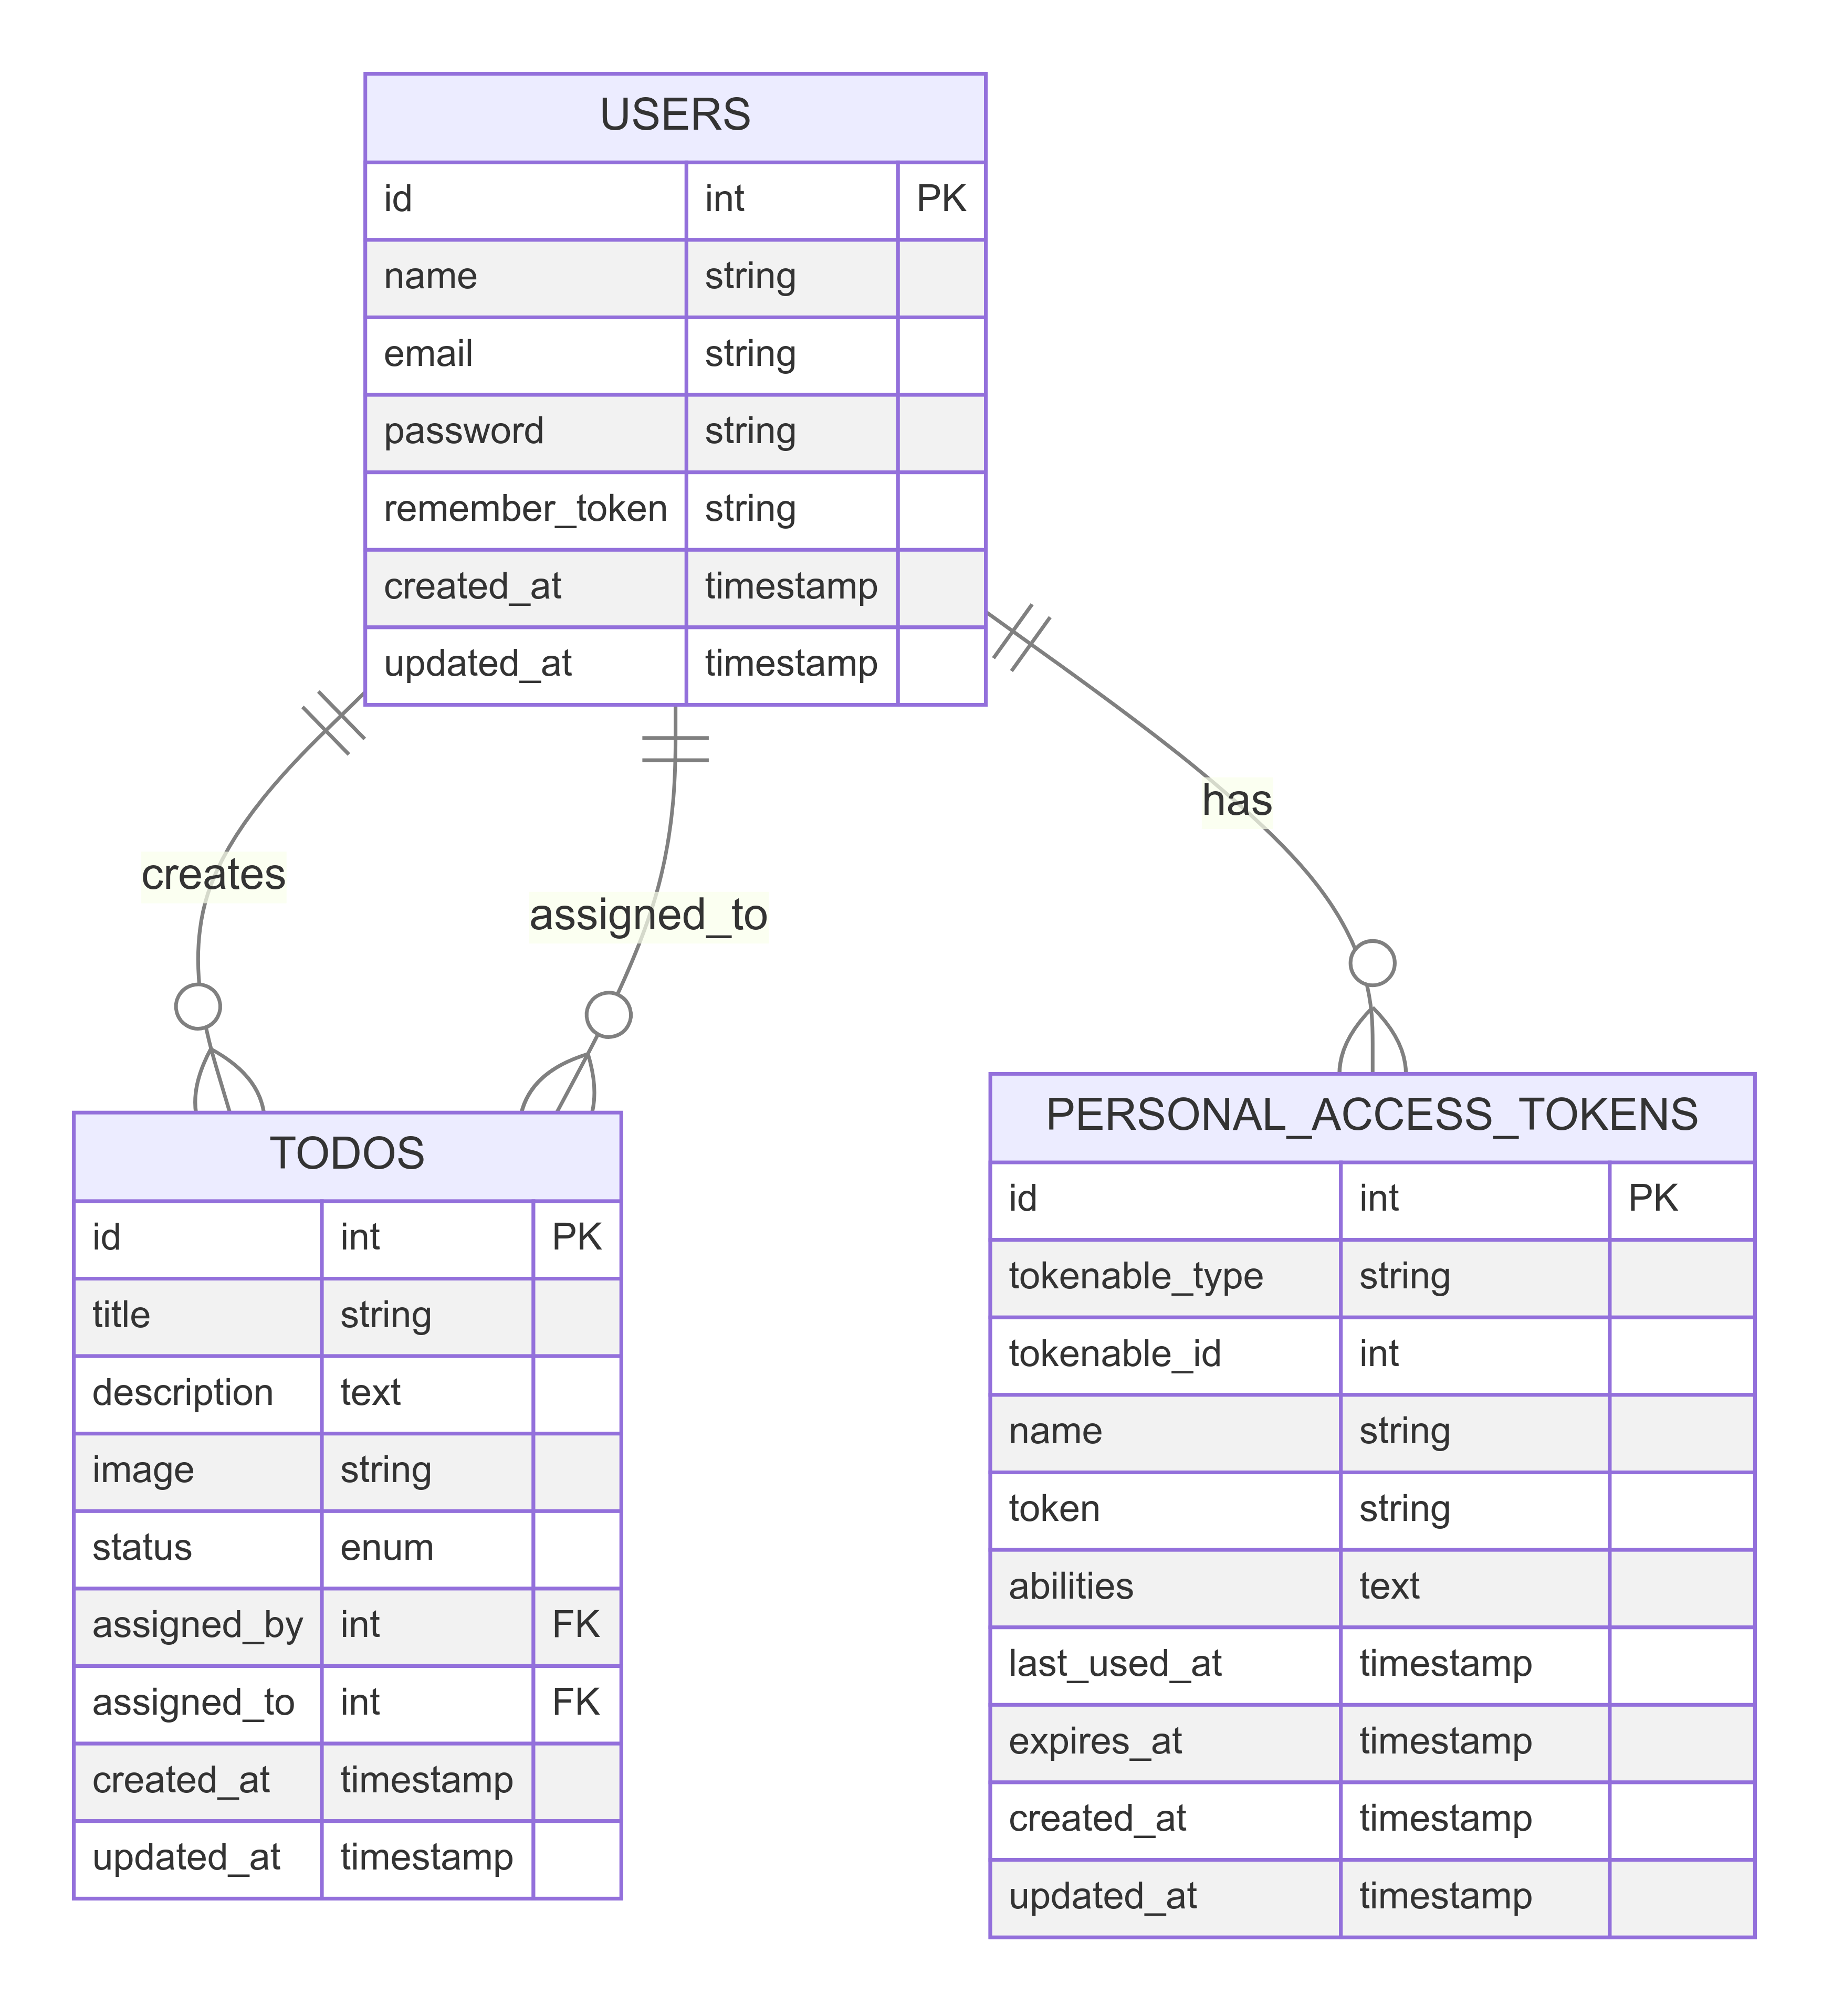 USERS
id int PK
name string
email string
password string
remember_token string
created_at timestamp
updated_at timestamp
creates
assigned_to
has
TODOS
id int PK
title string
description text
image string
status enum
assigned_by int FK
assigned_to int FK
created_at timestamp
updated_at timestamp
PERSONAL_ACCESS_TOKENS
id int PK
tokenable_type string
tokenable_id int
name string
token string
abilities text
last_used_at timestamp
expires_at timestamp
created_at timestamp
updated_at timestamp